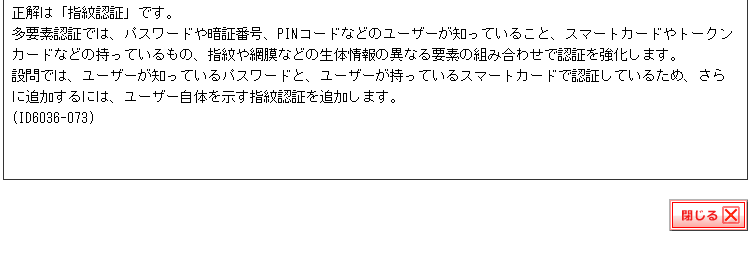 正解は「指紋認証」です。
多要素認証では、パスワードや暗証番号、PINコードなどのユーザーが知っていること、スマートカードやトークン
カードなどの持っているもの、指紋や網膜などの生体情報の異なる要素の組み合わせで認証を強化します。
設問では、ユーザーが知っているパスワードと、ユーザーが持っているスマートカードで認証しているため、さら
に追加するには、ユーザー自体を示す指紋認証を追加します。
(ID6036-073)
閉じる